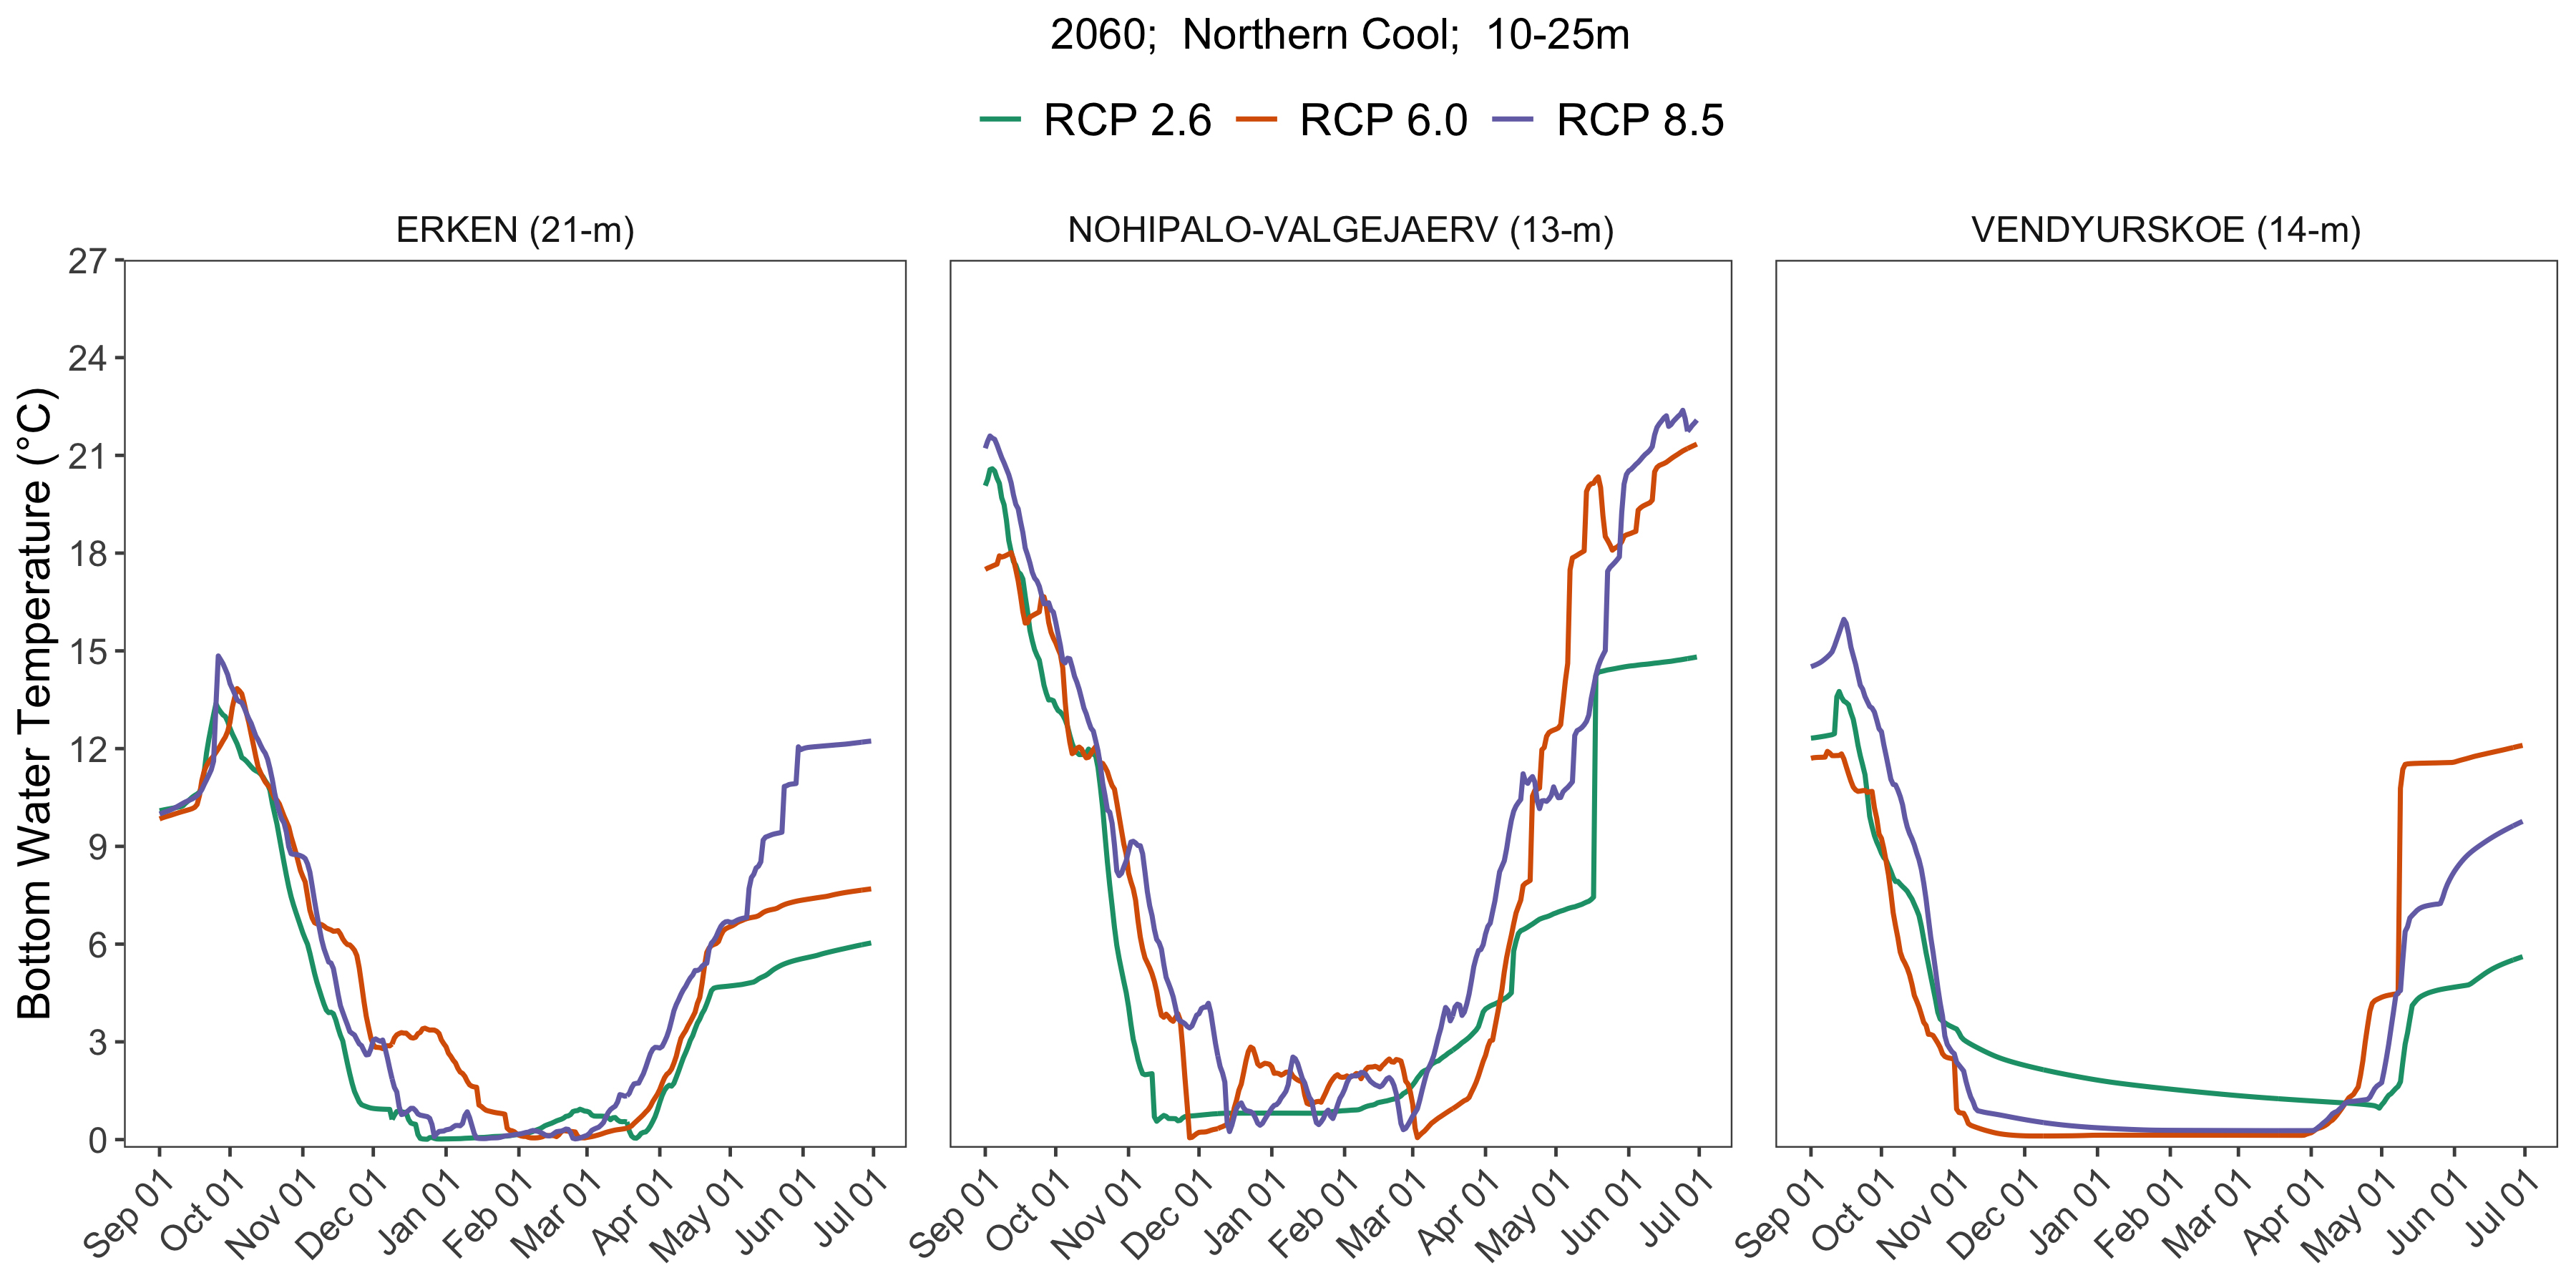 2060;  Northern Cool;  10-25m
RCP 2.6 RCP 6.0 RCP 8.5
ERKEN (21-m) NOHIPALO-VALGEJAERV (13-m) VENDYURSKOE (14-m)
Bottom Water Temperature (°C)
27
24
21
18
15
12
9
6
3
0
Sep 01 Oct 01 Nov 01 Dec 01 Jan 01 Feb 01 Mar 01 Apr 01 May 01 Jun 01 Jul 01
Sep 01 Oct 01 Nov 01 Dec 01 Jan 01 Feb 01 Mar 01 Apr 01 May 01 Jun 01 Jul 01
Sep 01 Oct 01 Nov 01 Dec 01 Jan 01 Feb 01 Mar 01 Apr 01 May 01 Jun 01 Jul 01